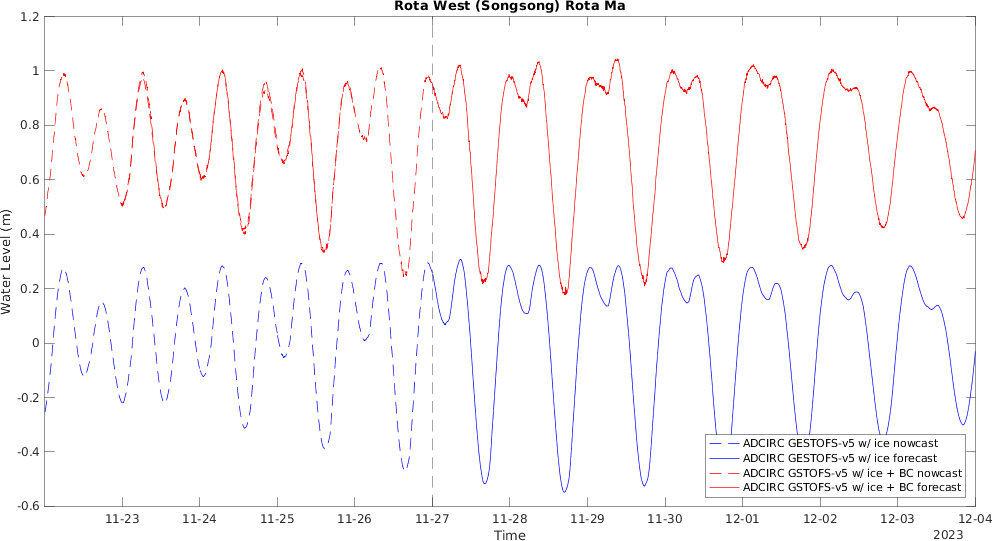 Rota West (Songsong) Rota Ma
1.2
1
0.8
0.6
0.4
0.2
0
-0.2
-0.4
-0.6
Water Level (m)
ADCIRC GESTOFS-v5 w/ ice nowcast
ADCIRC GESTOFS-v5 w/ ice forecast
ADCIRC GSTOFS-v5 w/ ice + BC nowcast
ADCIRC GSTOFS-v5 w/ ice + BC forecast
11-23 11-24 11-25 11-26 11-27 11-28 11-29 11-30 12-01 12-02 12-03 12-04
Time
2023